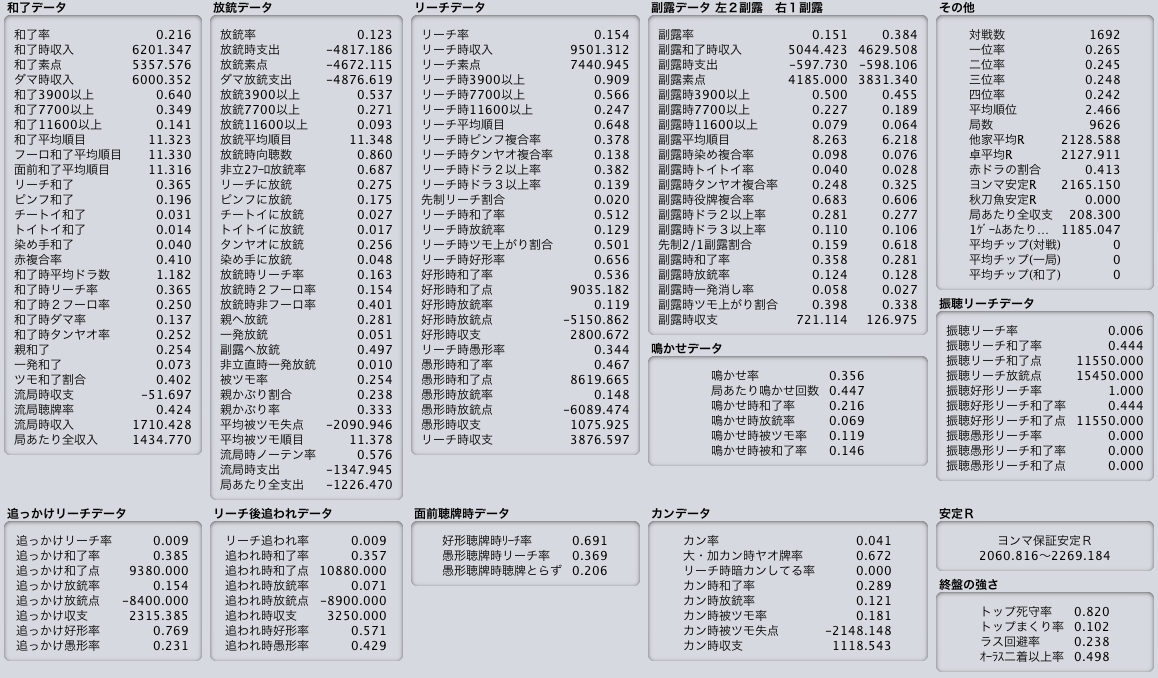 和了データ
和了率 0.216
和了時収入 6201.347
和了素点 5357.576
ダマ時収入 6000.352
和了3900以上 0.640
和了7700以上 0.349
和了11600以上 0.141
和了平均順目 11.323
フーロ和了平均順目 11.330
面前和了平均順目 11.316
リーチ和了 0.365
ピンフ和了 0.196
チートイ和了 0.031
トイトイ和了 0.014
染め手和了 0.040
赤複合率 0.410
和了時平均ドラ数 1.182
和了時リーチ率 0.365
和了時２フーロ率 0.250
和了時ダマ率 0.137
和了時タンヤオ率 0.252
親和了 0.254
一発和了 0.073
ツモ和了割合 0.402
流局時収支 −51.697
流局聴牌率 0.424
流局時収入 1710.428
局あたり全収入 1434.770
放銃データ
放銃率 0.123
放銃時支出 −4817.186
放銃素点 −4672.115
ダマ放銃支出 −4876.619
放銃3900以上 0.537
放銃7700以上 0.271
放銃11600以上 0.093
放銃平均順目 11.348
放銃時向聴数 0.860
非立2ﾌｰﾛ放銃率 0.687
リーチに放銃 0.275
ピンフに放銃 0.175
チートイに放銃 0.027
トイトイに放銃 0.017
タンヤオに放銃 0.256
染め手に放銃 0.048
放銃時リーチ率 0.163
放銃時２フーロ率 0.154
放銃時非フーロ率 0.401
親へ放銃 0.281
一発放銃 0.051
副露へ放銃 0.497
非立直時一発放銃 0.010
被ツモ率 0.254
親かぶり割合 0.238
親かぶり率 0.333
平均被ツモ失点 −2090.946
平均被ツモ順目 11.378
流局時ノーテン率 0.576
流局時支出 −1347.945
局あたり全支出 −1226.470
リーチデータ
リーチ率 0.154
リーチ時収入 9501.312
リーチ素点 7440.945
リーチ時3900以上 0.909
リーチ時7700以上 0.566
リーチ時11600以上 0.247
リーチ平均順目 0.648
リーチ時ピンフ複合率 0.378
リーチ時タンヤオ複合率 0.138
リーチ時ドラ２以上率 0.382
リーチ時ドラ３以上率 0.139
先制リーチ割合 0.020
リーチ時和了率 0.512
リーチ時放銃率 0.129
リーチ時ツモ上がり割合 0.501
リーチ時好形率 0.656
好形時和了率 0.536
好形時和了点 9035.182
好形時放銃率 0.119
好形時放銃点 −5150.862
好形時収支 2800.672
リーチ時愚形率 0.344
愚形時和了率 0.467
愚形時和了点 8619.665
愚形時放銃率 0.148
愚形時放銃点 −6089.474
愚形時収支 1075.925
リーチ時収支 3876.597
副露データ 左２副露 右１副露
副露率 0.151 0.384
副露和了時収入 5044.423 4629.508
副露時支出 −597.730 −598.106
副露素点 4185.000 3831.340
副露時3900以上 0.500 0.455
副露時7700以上 0.227 0.189
副露時11600以上 0.079 0.064
副露平均順目 8.263 6.218
副露時染め複合率 0.098 0.076
副露時トイトイ率 0.040 0.028
副露時タンヤオ複合率 0.248 0.325
副露時役牌複合率 0.683 0.606
副露時ドラ２以上率 0.281 0.277
副露時ドラ３以上率 0.110 0.106
先制2/1副露割合 0.159 0.618
副露時和了率 0.358 0.281
副露時放銃率 0.124 0.128
副露時一発消し率 0.058 0.027
副露時ツモ上がり割合 0.398 0.338
副露時収支 721.114 126.975
鳴かせデータ
鳴かせ率 0.356
局あたり鳴かせ回数 0.447
鳴かせ時和了率 0.216
鳴かせ時放銃率 0.069
鳴かせ時被ツモ率 0.119
鳴かせ時被和了率 0.146
その他
対戦数 1692
一位率 0.265
二位率 0.245
三位率 0.248
四位率 0.242
平均順位 2.466
局数 9626
他家平均R 2128.588
卓平均R 2127.911
赤ドラの割合 0.413
ヨンマ安定R 2165.150
秋刀魚安定R 0.000
局あたり全収支 208.300
1ｹﾞｰﾑあたり... 1185.047
平均チップ(対戦) 0
平均チップ(一局) 0
平均チップ(和了) 0
振聴リーチデータ
振聴リーチ率 0.006
振聴リーチ和了率 0.444
振聴リーチ和了点 11550.000
振聴リーチ放銃点 15450.000
振聴好形リーチ率 1.000
振聴好形リーチ和了率 0.444
振聴好形リーチ和了点 11550.000
振聴愚形リーチ率 0.000
振聴愚形リーチ和了率 0.000
振聴愚形リーチ和了点 0.000
追っかけリーチデータ
追っかけリーチ率 0.009
追っかけ和了率 0.385
追っかけ和了点 9380.000
追っかけ放銃率 0.154
追っかけ放銃点 −8400.000
追っかけ収支 2315.385
追っかけ好形率 0.769
追っかけ愚形率 0.231
リーチ後追われデータ
リーチ追われ率 0.009
追われ時和了率 0.357
追われ時和了点 10880.000
追われ時放銃率 0.071
追われ時放銃点 −8900.000
追われ時収支 3250.000
追われ時好形率 0.571
追われ時愚形率 0.429
面前聴牌時データ
好形聴牌時ﾘｰﾁ率 0.691
愚形聴牌時リーチ率 0.369
愚形聴牌時聴牌とらず 0.206
カンデータ
カン率 0.041
大・加カン時ヤオ牌率 0.672
リーチ時暗カンしてる率 0.000
カン時和了率 0.289
カン時放銃率 0.121
カン時被ツモ率 0.181
カン時被ツモ失点 −2148.148
カン時収支 1118.543
安定Ｒ
ヨンマ保証安定Ｒ
2060.816〜2269.184
終盤の強さ
トップ死守率 0.820
トップまくり率 0.102
ラス回避率 0.238
ｵｰﾗｽ二着以上率 0.498